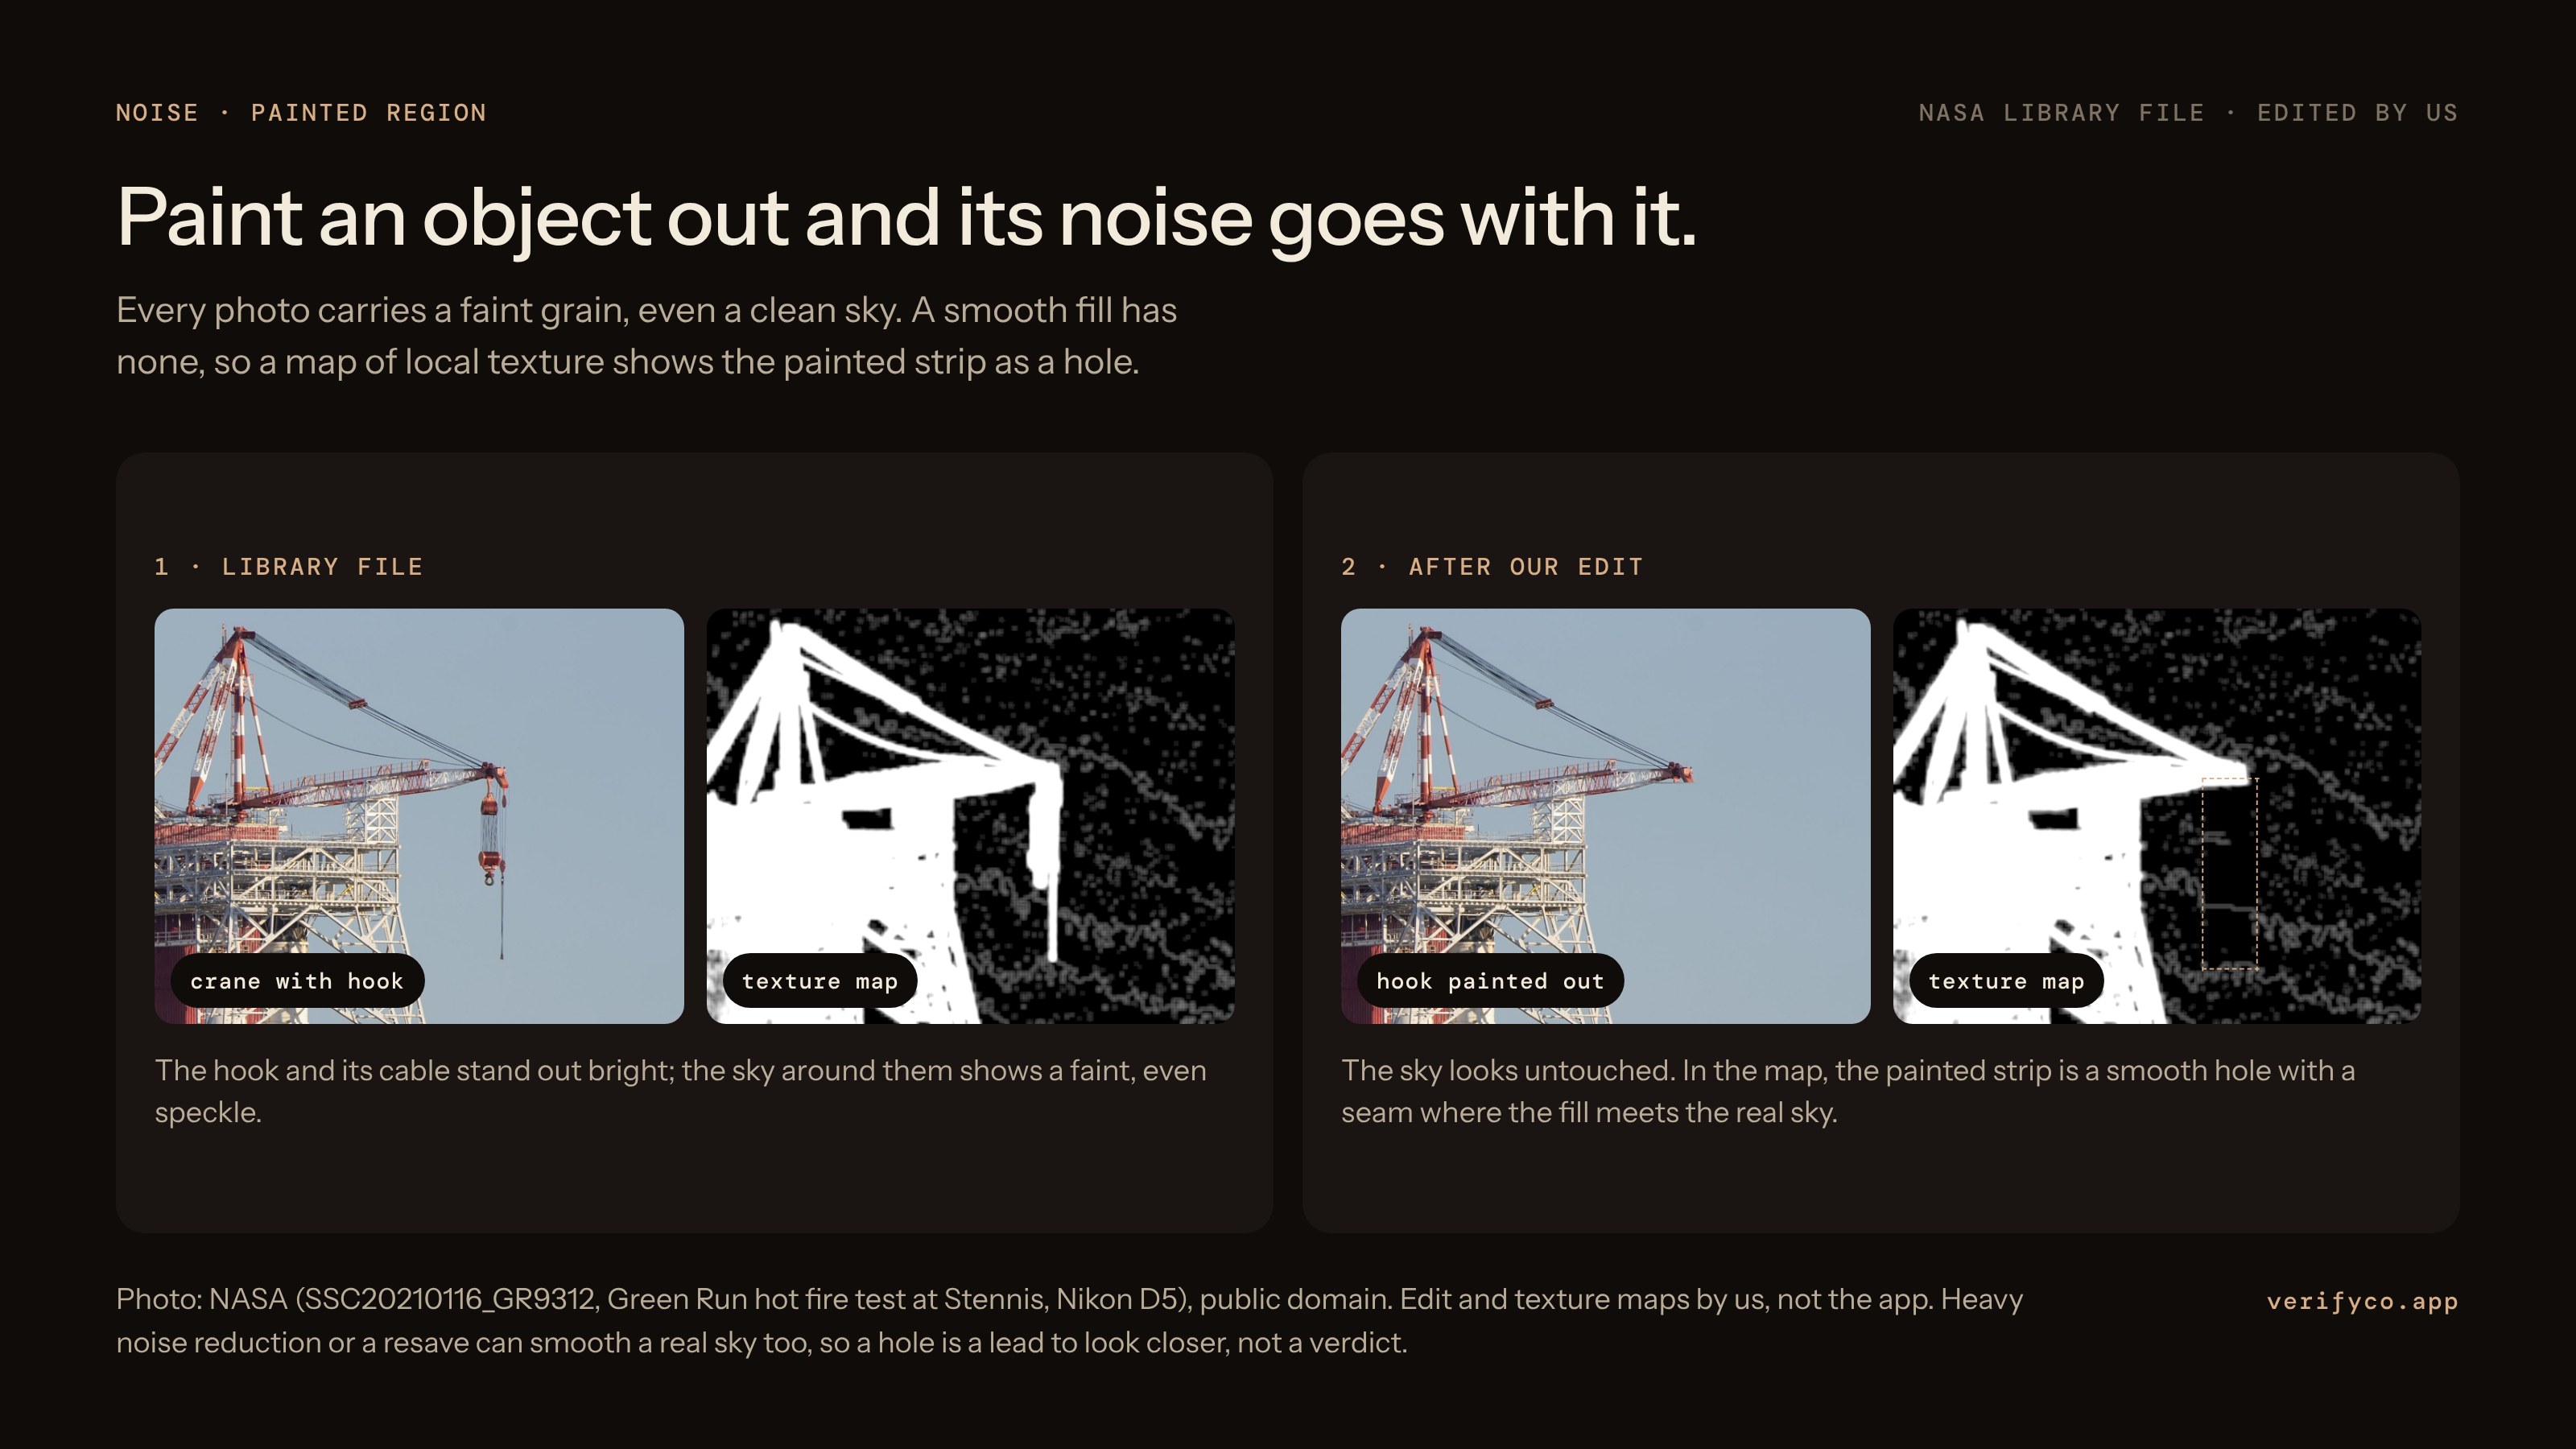 NOISE · PAINTED REGION
NASA LIBRARY FILE · EDITED BY US
Paint an object out and its noise goes with it.
Every photo carries a faint grain, even a clean sky. A smooth fill has
none, so a map of local texture shows the painted strip as a hole.
1 · LIBRARY FILE
crane with hook
texture map
The hook and its cable stand out bright; the sky around them shows a faint, even
speckle.
2 · AFTER OUR EDIT
hook painted out
texture map
The sky looks untouched. In the map, the painted strip is a smooth hole with a
seam where the fill meets the real sky.
Photo: NASA (SSC20210116_GR9312, Green Run hot fire test at Stennis, Nikon D5), public domain. Edit and texture maps by us, not the app. Heavy
noise reduction or a resave can smooth a real sky too, so a hole is a lead to look closer, not a verdict.
verifyco.app